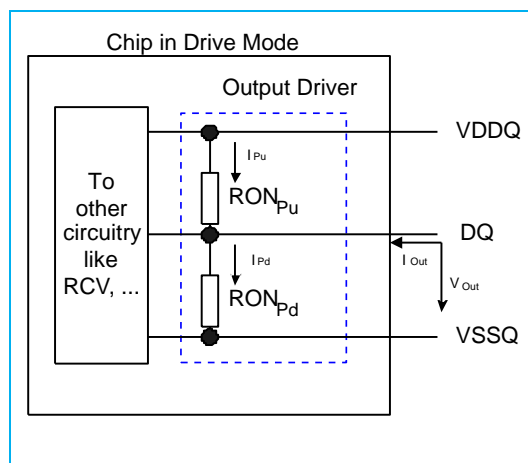 Chip in Drive Mode
Output Driver
VDDQ
To
other
circuitry
like
RCV, ...
I Pu
RON Pu
DQ
I Out
V Out
I Pd
RON Pd
VSSQ